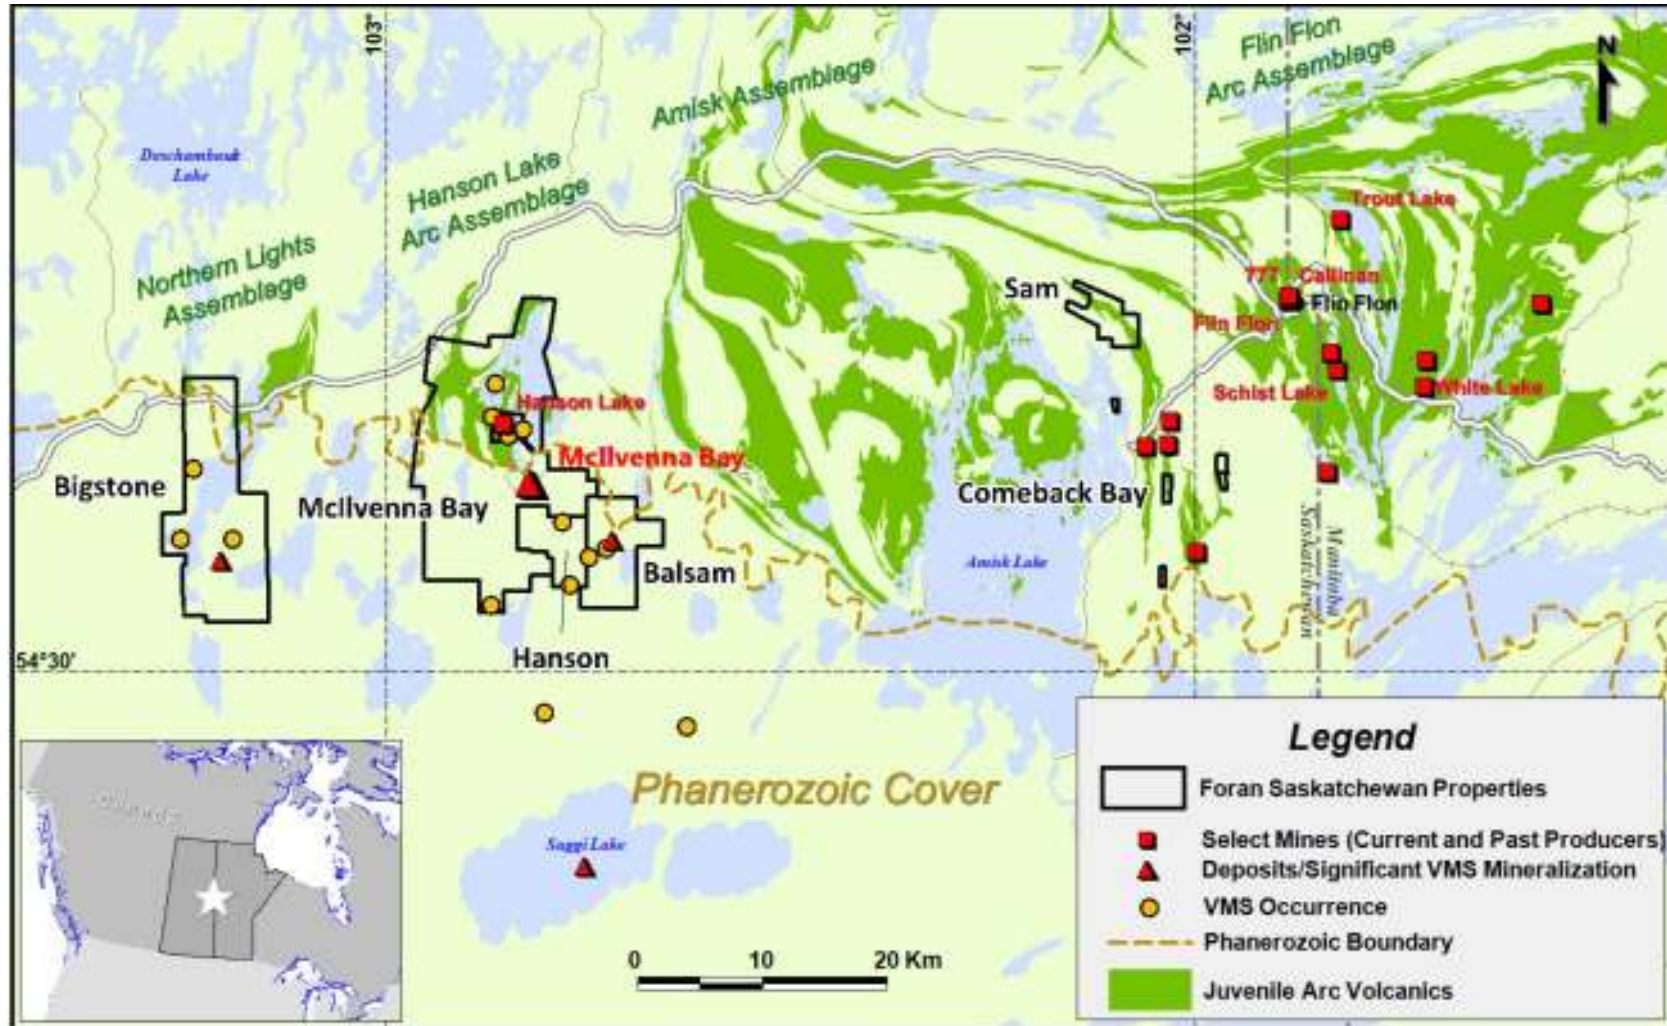 103°
102°
Flin Flon
Arc Assemblage
N
Amisk Assemblage
Deschambault
Lake
Hanson Lake
Arc Assemblage
Northern Lights
Assemblage
Trout Lake
777
Callinan
Flin Flon
Flin Flon
Sam
Schist Lake
White Lake
Hanson Lake
McIlvenna Bay
Bigstone
McIlvenna Bay
Comeback Bay
Saskatchewan
Manitoba
Amisk Lake
Balsam
Hanson
54°30'
Phanerozoic Cover
Suggi Lake
0 10 20 Km
Legend
Foran Saskatchewan Properties
Select Mines (Current and Past Producers)
Deposits/Significant VMS Mineralization
VMS Occurrence
Phanerozoic Boundary
Juvenile Arc Volcanics